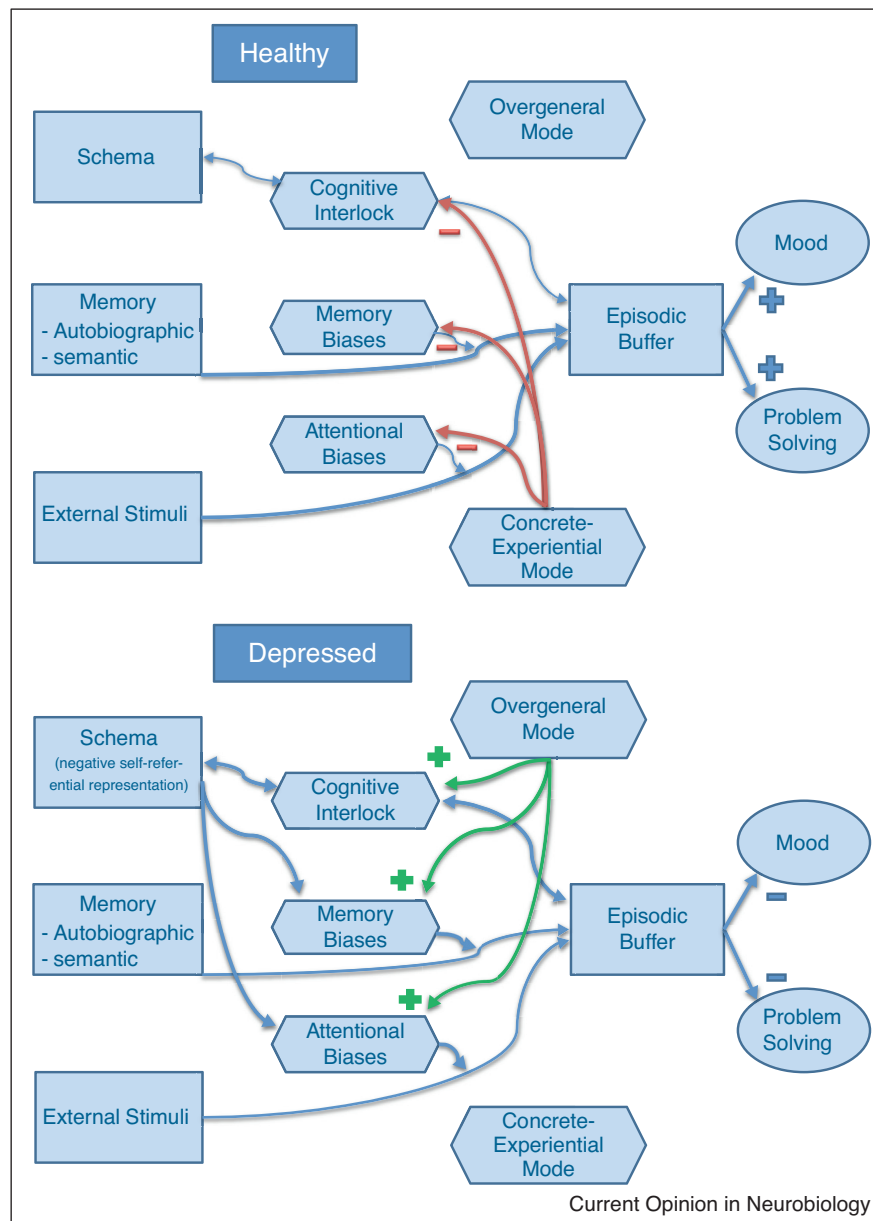 Healthy
Overgeneral
Mode
Schema
Cognitive
Interlock
Mood
Memory
- Autobiographic
- semantic
Memory
Biases
Episodic
Buffer
Attentional
Biases
Problem
Solving
External Stimuli
Concrete-
Experiential
Mode
Depressed
Overgeneral
Mode
Schema
(negative self-refer-
ential representation)
Cognitive
Interlock
Mood
Memory
- Autobiographic
- semantic
Memory
Biases
Episodic
Buffer
Attentional
Biases
Problem
Solving
External Stimuli
Concrete-
Experiential
Mode
Current Opinion in Neurobiology